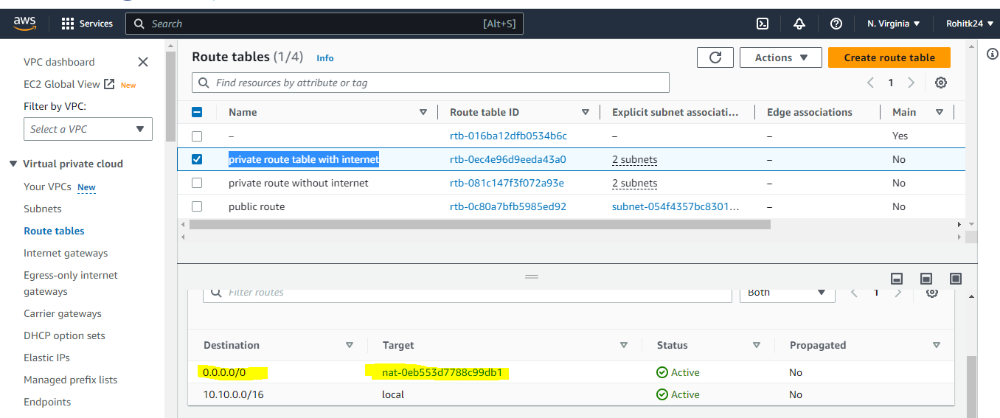 aws Services Search [Alt+S] N. Virginia Rohitk24
VPC dashboard
EC2 Global View New
Filter by VPC:
Select a VPC
Virtual private cloud
Your VPCs New
Subnets
Route tables
Internet gateways
Egress-only internet
gateways
Carrier gateways
DHCP option sets
Elastic IPs
Managed prefix lists
Endpoints
Route tables (1/4) Info Actions Create route table
Find resources by attribute or tag 1
Name Route table ID Explicit subnet associati... Edge associations Main
– rtb-016ba12dfb0534b6c – – Yes
private route table with internet rtb-0ec4e96d9eeda43a0 2 subnets – No
private route without internet rtb-081c147f3f072a93e 2 subnets – No
public route rtb-0c80a7bfb5985ed92 subnet-054f4357bc8301... – No
Filter routes Both 1
Destination Target Status Propagated
0.0.0.0/0 nat-0eb553d7788c99db1 Active No
10.10.0.0/16 local Active No